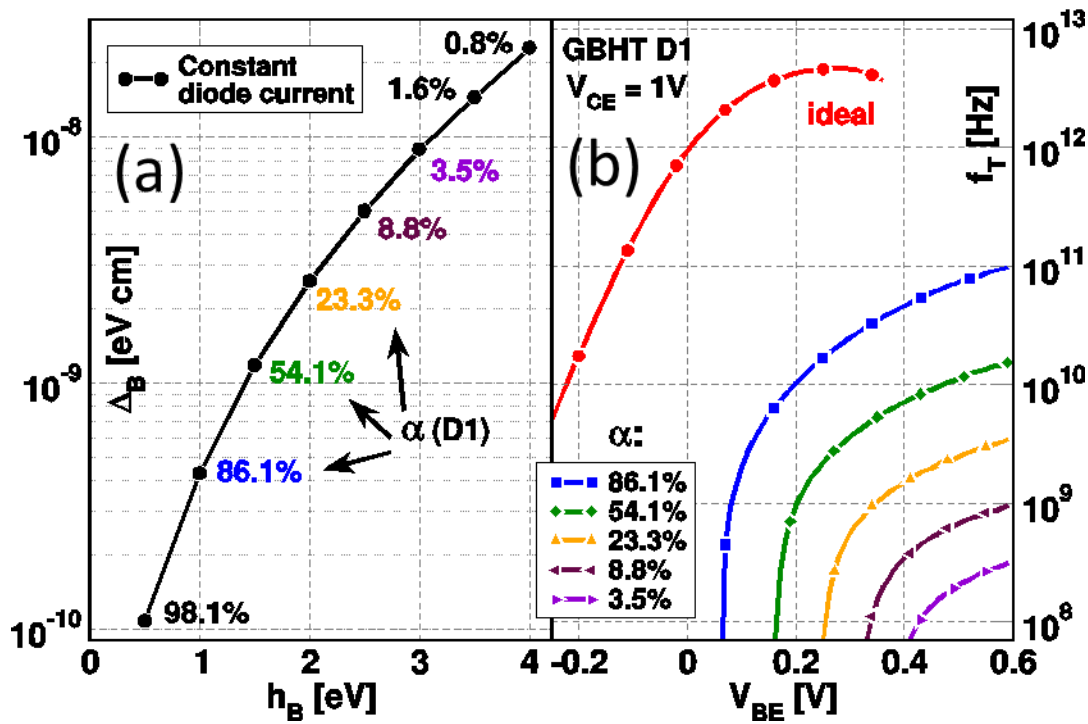 Constant
diode current
(a)
0.8%
1.6%
3.5%
8.8%
23.3%
54.1%
86.1%
98.1%
α (D1)
10^-8
10^-9
10^-10
Δ_B [eV cm]
0 1 2 3 4
h_B [eV]
GBHT D1
V_CE = 1V
ideal
(b)
α:
86.1%
54.1%
23.3%
8.8%
3.5%
10^13
10^12
10^11
10^10
10^9
10^8
f_T [Hz]
-0.2 0 0.2 0.4 0.6
V_BE [V]